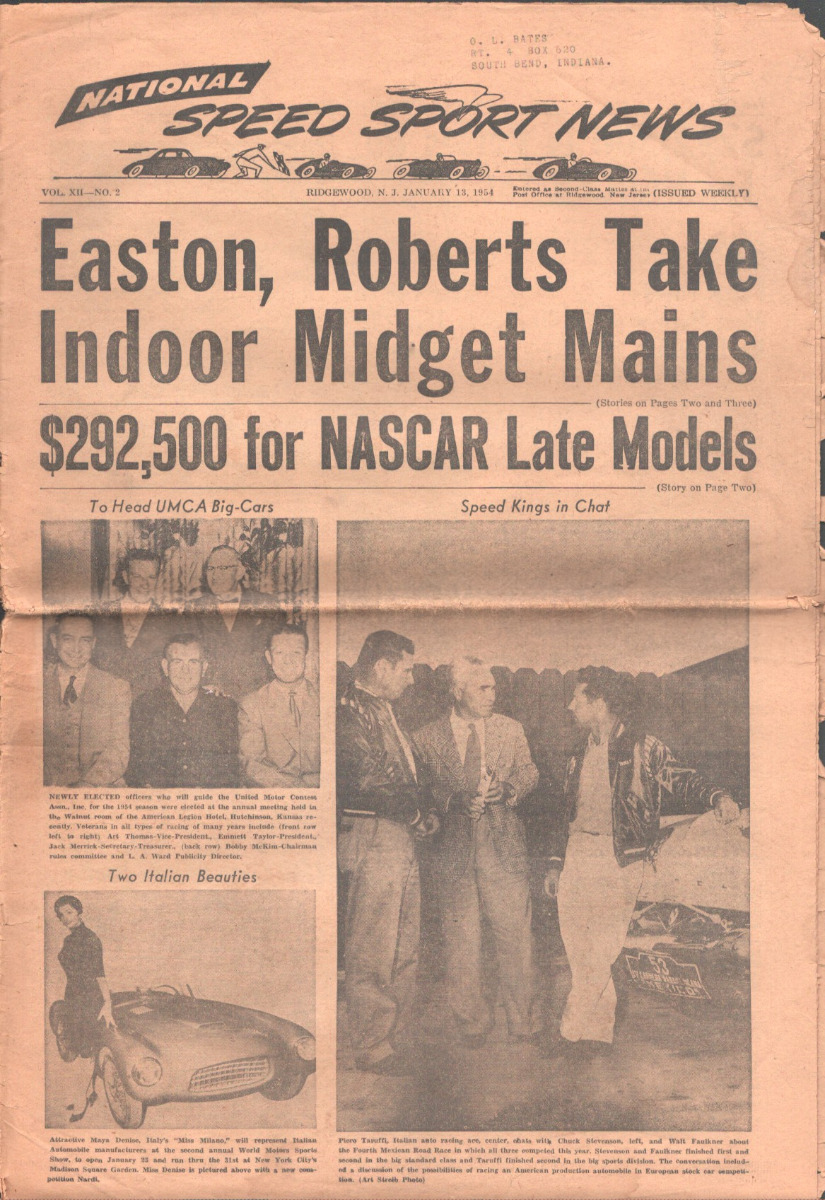 O. L. BATES
RT. 4 BOX 520
SOUTH BEND, INDIANA.
NATIONAL
SPEED SPORT NEWS
VOL. XII—NO. 2
RIDGEWOOD, N. J. JANUARY 13, 1954
Entered as Second-Class Matter at the
Post Office at Ridgewood, New Jersey
(ISSUED WEEKLY)
Easton, Roberts Take
Indoor Midget Mains
(Stories on Pages Two and Three)
$292,500 for NASCAR Late Models
(Story on Page Two)
To Head UMCA Big-Cars
NEWLY ELECTED officers who will guide the United Motor Contest
Assn., Inc. for the 1954 season were elected at the annual meeting held in
the Walnut room of the American Legion Hotel, Hutchinson, Kansas re-
cently. Veterans in all types of racing of many years include (front row
left to right) Art Thomas-Vice-President., Emmett Taylor-President.,
Jack Merrick-Secretary-Treasurer., (back row) Bobby McKim-Chairman
rules committee and L. A. Ward Publicity Director.
Two Italian Beauties
Attractive Maya Denise, Italy's "Miss Milano," will represent Italian
Automobile manufacturers at the second annual World Motors Sports
Show, to open January 23 and run thru the 31st at New York City's
Madison Square Garden. Miss Denise is pictured above with a new com-
petition Nardi.
Speed Kings in Chat
53
Piero Taruffi, Italian auto racing ace, center, chats with Chuck Stevenson, left, and Walt Faulkner about
the Fourth Mexican Road Race in which all three competed this year. Stevenson and Faulkner finished first and
second in the big standard class and Taruffi finished second in the big sports division. The conversation includ-
ed a discussion of the possibilities of racing an American production automobile in European stock car competi-
tion. (Art Streib Photo)